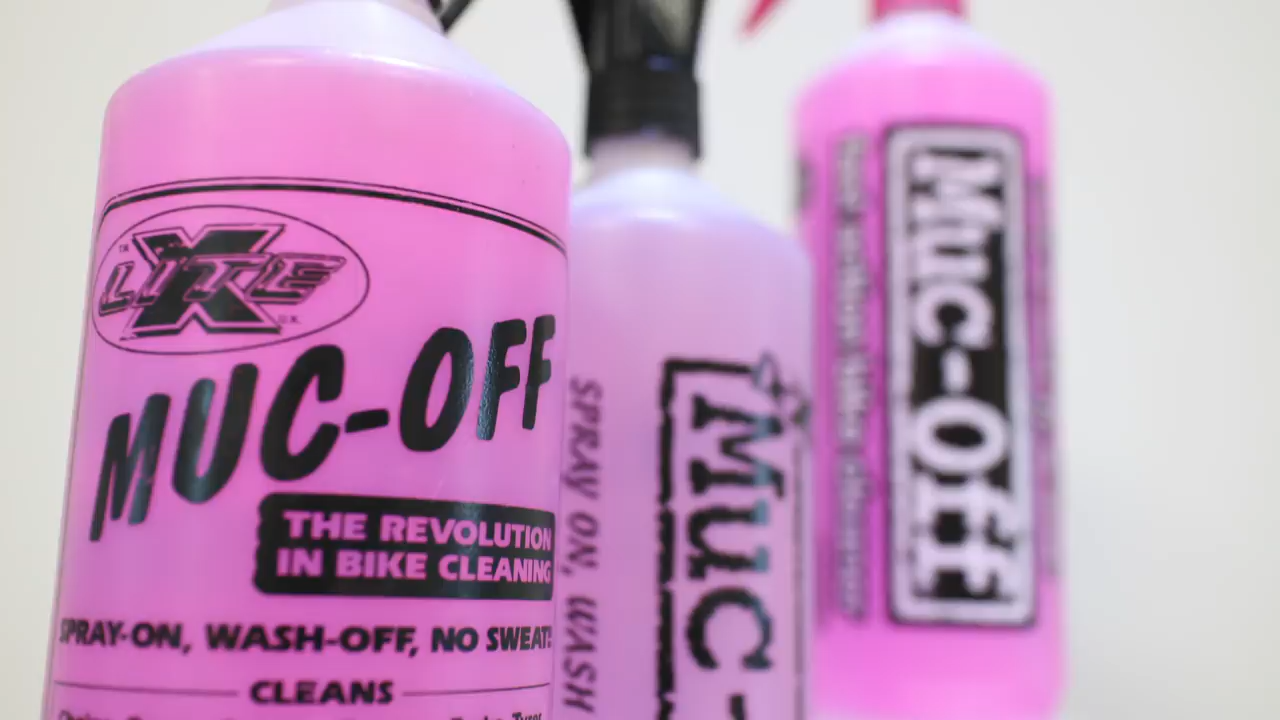 X
LITE
TM
U.K.
MUC-OFF
THE REVOLUTION
IN BIKE CLEANING
SPRAY-ON, WASH-OFF, NO SWEAT!
CLEANS
SPRAY ON, WASH
MUC-
MUC-OFF